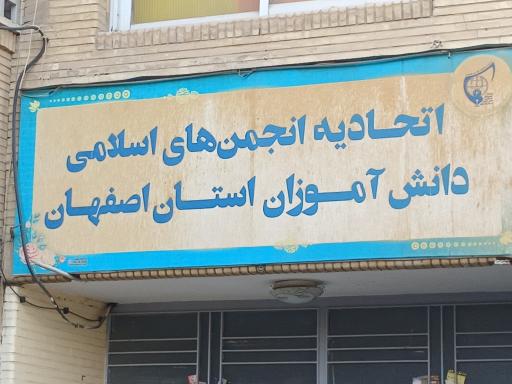 اتحادیه انجمن‌های اسلامی
دانش آموزان استان اصفهان